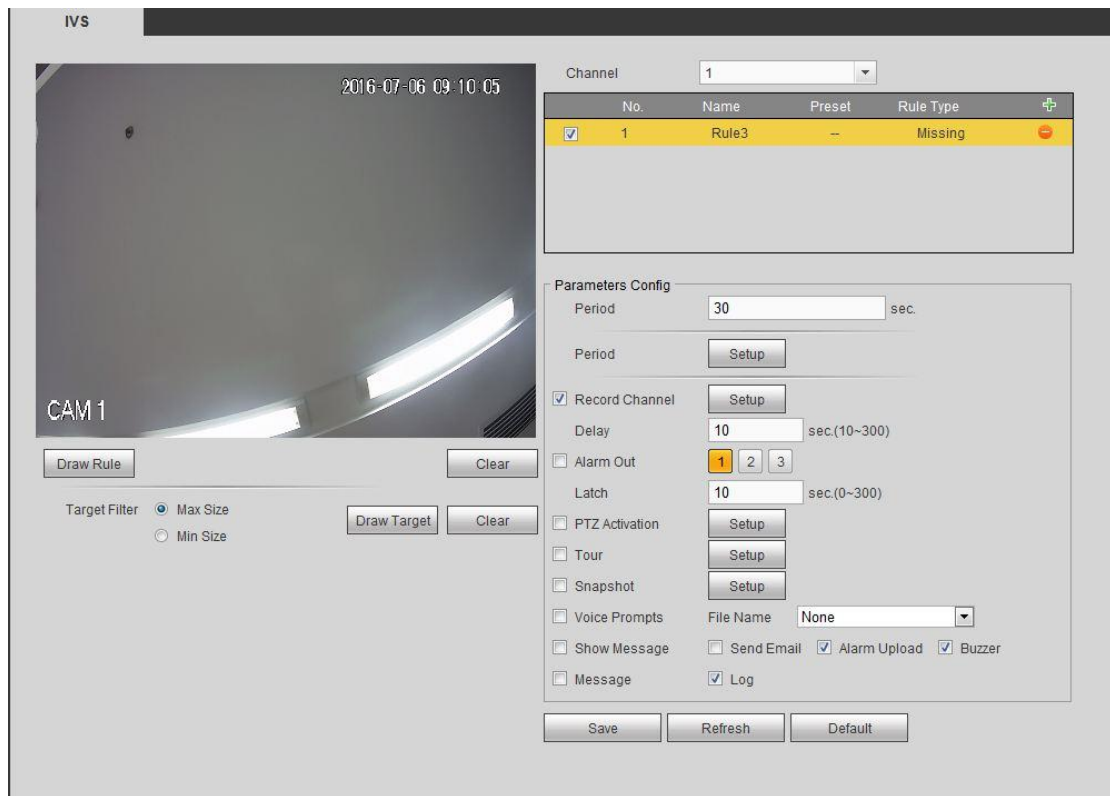 IVS
2016-07-06 09:10:05
CAM 1
Draw Rule Clear
Target Filter Max Size
Min Size
Draw Target Clear
Channel 1
No. Name Preset Rule Type
1 Rule3 -- Missing
Parameters Config
Period 30 sec.
Period Setup
Record Channel Setup
Delay 10 sec.(10~300)
Alarm Out 1 2 3
Latch 10 sec.(0~300)
PTZ Activation Setup
Tour Setup
Snapshot Setup
Voice Prompts File Name None
Show Message Send Email Alarm Upload Buzzer
Message Log
Save Refresh Default